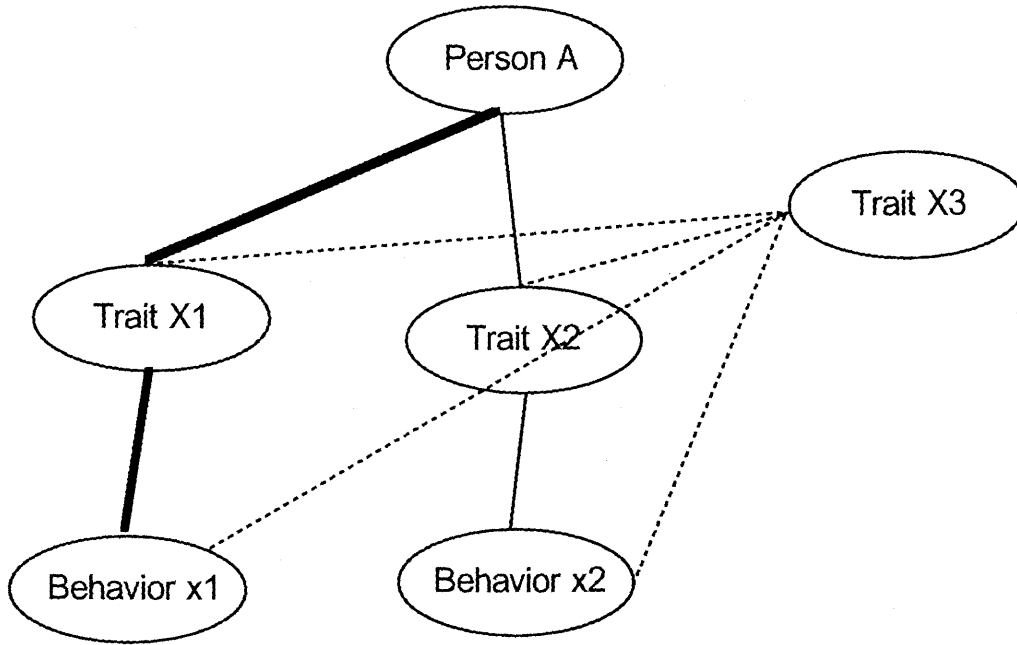 Person A
Trait X3
Trait X1
Trait X2
Behavior x1
Behavior x2